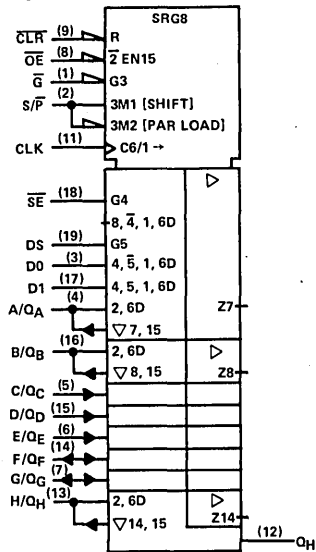 SRG8
CLR (9) R
OE (8) 2 EN15
G (1) G3
S/P (2) 3M1 [SHIFT]
3M2 [PAR LOAD]
CLK (11) C6/1 →
▷
SE (18) G4
8, 4, 1, 6D
DS (19) G5
D0 (3) 4, 5, 1, 6D
D1 (17) 4, 5, 1, 6D
A/QA (4) 2, 6D Z7
▽ 7, 15
B/QB (16) 2, 6D ▷
▽ 8, 15 Z8
C/QC (5)
D/QD (15)
E/QE (6)
F/QF (14)
G/QG (7)
H/QH (13) 2, 6D ▷
▽14, 15 Z14
(12) QH